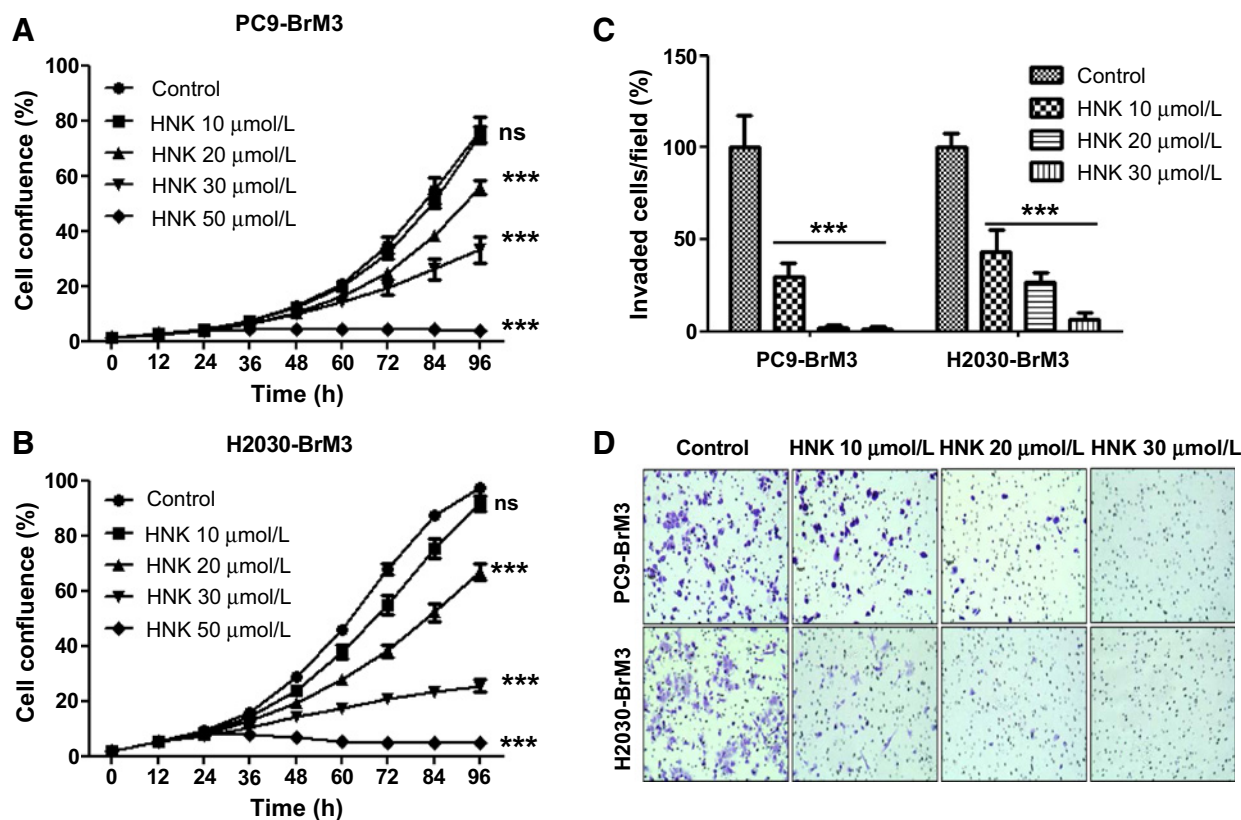 A
PC9-BrM3
Cell confluence (%)
100
80
60
40
20
0
Control
HNK 10 μmol/L
HNK 20 μmol/L
HNK 30 μmol/L
HNK 50 μmol/L
ns
***
***
***
0 12 24 36 48 60 72 84 96
Time (h)
B
H2030-BrM3
Cell confluence (%)
100
80
60
40
20
0
Control
HNK 10 μmol/L
HNK 20 μmol/L
HNK 30 μmol/L
HNK 50 μmol/L
ns
***
***
***
0 12 24 36 48 60 72 84 96
Time (h)
C
Invaded cells/field (%)
150
100
50
0
Control
HNK 10 μmol/L
HNK 20 μmol/L
HNK 30 μmol/L
***
***
PC9-BrM3 H2030-BrM3
D
Control HNK 10 μmol/L HNK 20 μmol/L HNK 30 μmol/L
PC9-BrM3
H2030-BrM3